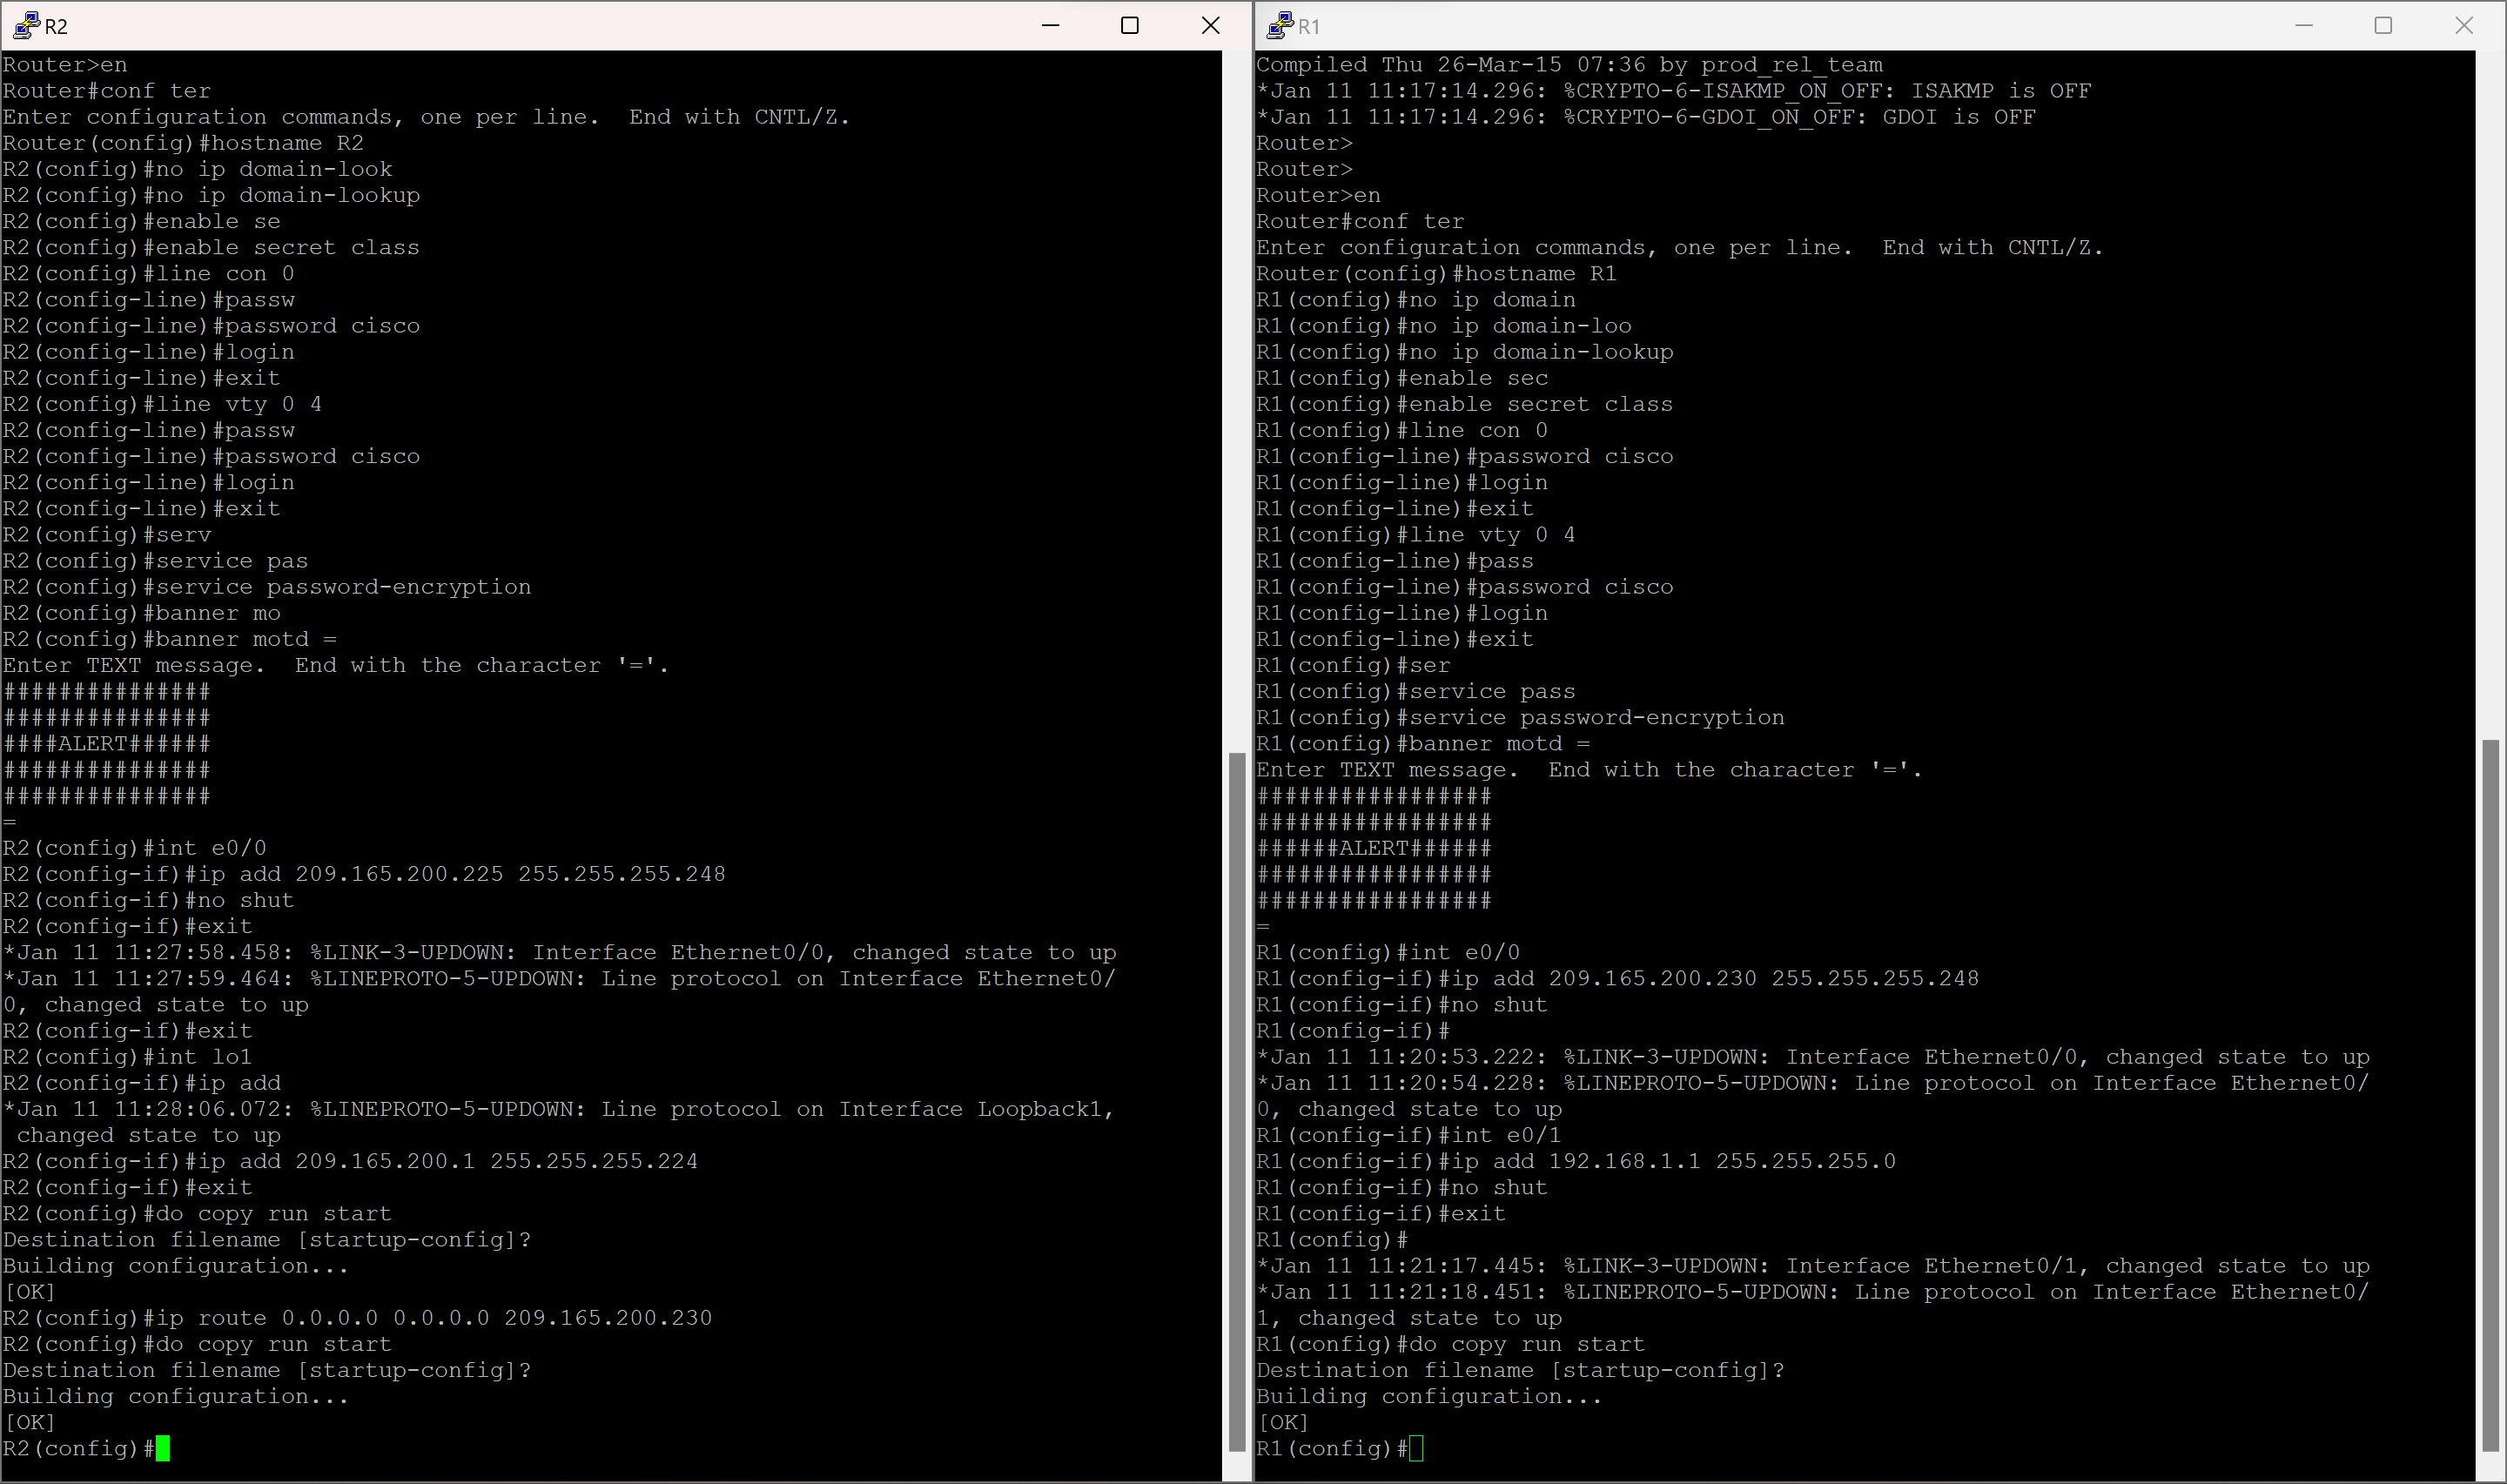 R2
Router>en
Router#conf ter
Enter configuration commands, one per line.  End with CNTL/Z.
Router(config)#hostname R2
R2(config)#no ip domain-look
R2(config)#no ip domain-lookup
R2(config)#enable se
R2(config)#enable secret class
R2(config)#line con 0
R2(config-line)#passw
R2(config-line)#password cisco
R2(config-line)#login
R2(config-line)#exit
R2(config)#line vty 0 4
R2(config-line)#passw
R2(config-line)#password cisco
R2(config-line)#login
R2(config-line)#exit
R2(config)#serv
R2(config)#service pas
R2(config)#service password-encryption
R2(config)#banner mo
R2(config)#banner motd =
Enter TEXT message.  End with the character '='.
###############
###############
####ALERT######
###############
###############
=
R2(config)#int e0/0
R2(config-if)#ip add 209.165.200.225 255.255.255.248
R2(config-if)#no shut
R2(config-if)#exit
*Jan 11 11:27:58.458: %LINK-3-UPDOWN: Interface Ethernet0/0, changed state to up
*Jan 11 11:27:59.464: %LINEPROTO-5-UPDOWN: Line protocol on Interface Ethernet0/
0, changed state to up
R2(config-if)#exit
R2(config)#int lo1
R2(config-if)#ip add
*Jan 11 11:28:06.072: %LINEPROTO-5-UPDOWN: Line protocol on Interface Loopback1,
 changed state to up
R2(config-if)#ip add 209.165.200.1 255.255.255.224
R2(config-if)#exit
R2(config)#do copy run start
Destination filename [startup-config]?
Building configuration...
[OK]
R2(config)#ip route 0.0.0.0 0.0.0.0 209.165.200.230
R2(config)#do copy run start
Destination filename [startup-config]?
Building configuration...
[OK]
R2(config)#
R1
Compiled Thu 26-Mar-15 07:36 by prod_rel_team
*Jan 11 11:17:14.296: %CRYPTO-6-ISAKMP_ON_OFF: ISAKMP is OFF
*Jan 11 11:17:14.296: %CRYPTO-6-GDOI_ON_OFF: GDOI is OFF
Router>
Router>
Router>en
Router#conf ter
Enter configuration commands, one per line.  End with CNTL/Z.
Router(config)#hostname R1
R1(config)#no ip domain
R1(config)#no ip domain-loo
R1(config)#no ip domain-lookup
R1(config)#enable sec
R1(config)#enable secret class
R1(config)#line con 0
R1(config-line)#password cisco
R1(config-line)#login
R1(config-line)#exit
R1(config)#line vty 0 4
R1(config-line)#pass
R1(config-line)#password cisco
R1(config-line)#login
R1(config-line)#exit
R1(config)#ser
R1(config)#service pass
R1(config)#service password-encryption
R1(config)#banner motd =
Enter TEXT message.  End with the character '='.
#################
#################
######ALERT######
#################
#################
=
R1(config)#int e0/0
R1(config-if)#ip add 209.165.200.230 255.255.255.248
R1(config-if)#no shut
R1(config-if)#
*Jan 11 11:20:53.222: %LINK-3-UPDOWN: Interface Ethernet0/0, changed state to up
*Jan 11 11:20:54.228: %LINEPROTO-5-UPDOWN: Line protocol on Interface Ethernet0/
0, changed state to up
R1(config-if)#int e0/1
R1(config-if)#ip add 192.168.1.1 255.255.255.0
R1(config-if)#no shut
R1(config-if)#exit
R1(config)#
*Jan 11 11:21:17.445: %LINK-3-UPDOWN: Interface Ethernet0/1, changed state to up
*Jan 11 11:21:18.451: %LINEPROTO-5-UPDOWN: Line protocol on Interface Ethernet0/
1, changed state to up
R1(config)#do copy run start
Destination filename [startup-config]?
Building configuration...
[OK]
R1(config)#